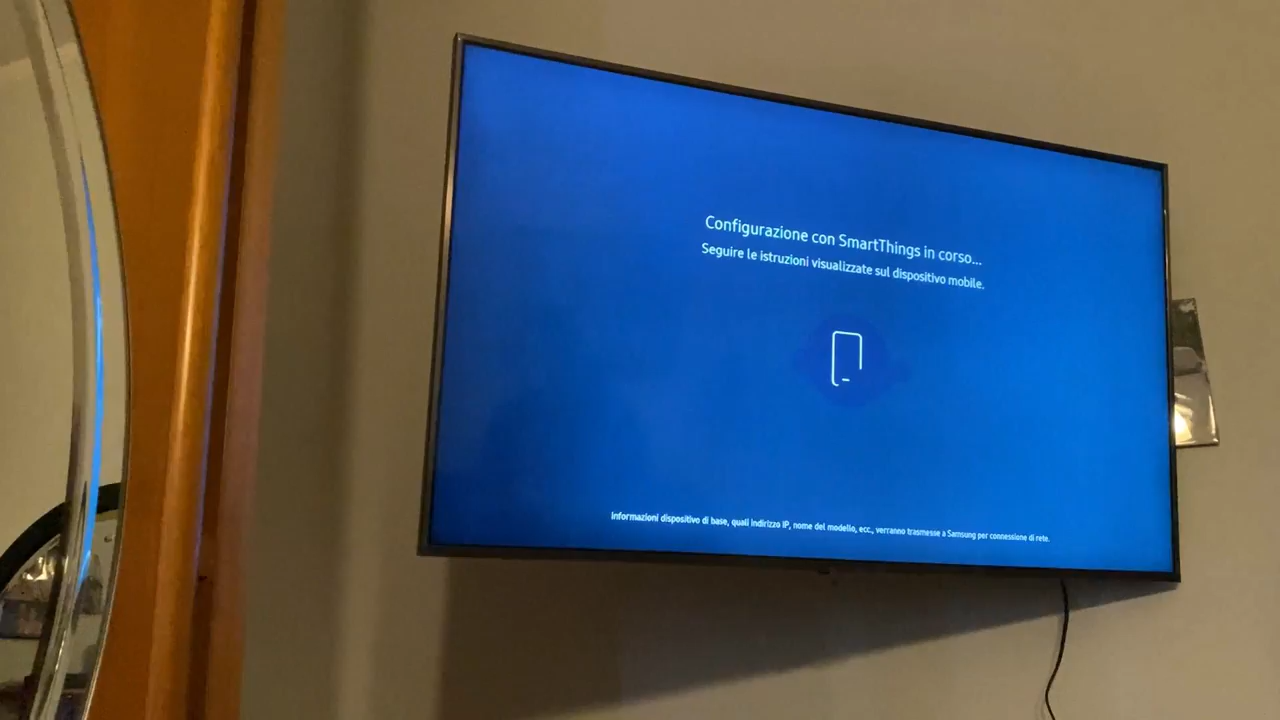 Configurazione con SmartThings in corso...
Seguire le istruzioni visualizzate sul dispositivo mobile.
Informazioni dispositivo di base, quali indirizzo IP, nome del modello, ecc., verranno trasmesse a Samsung per connessione di rete.